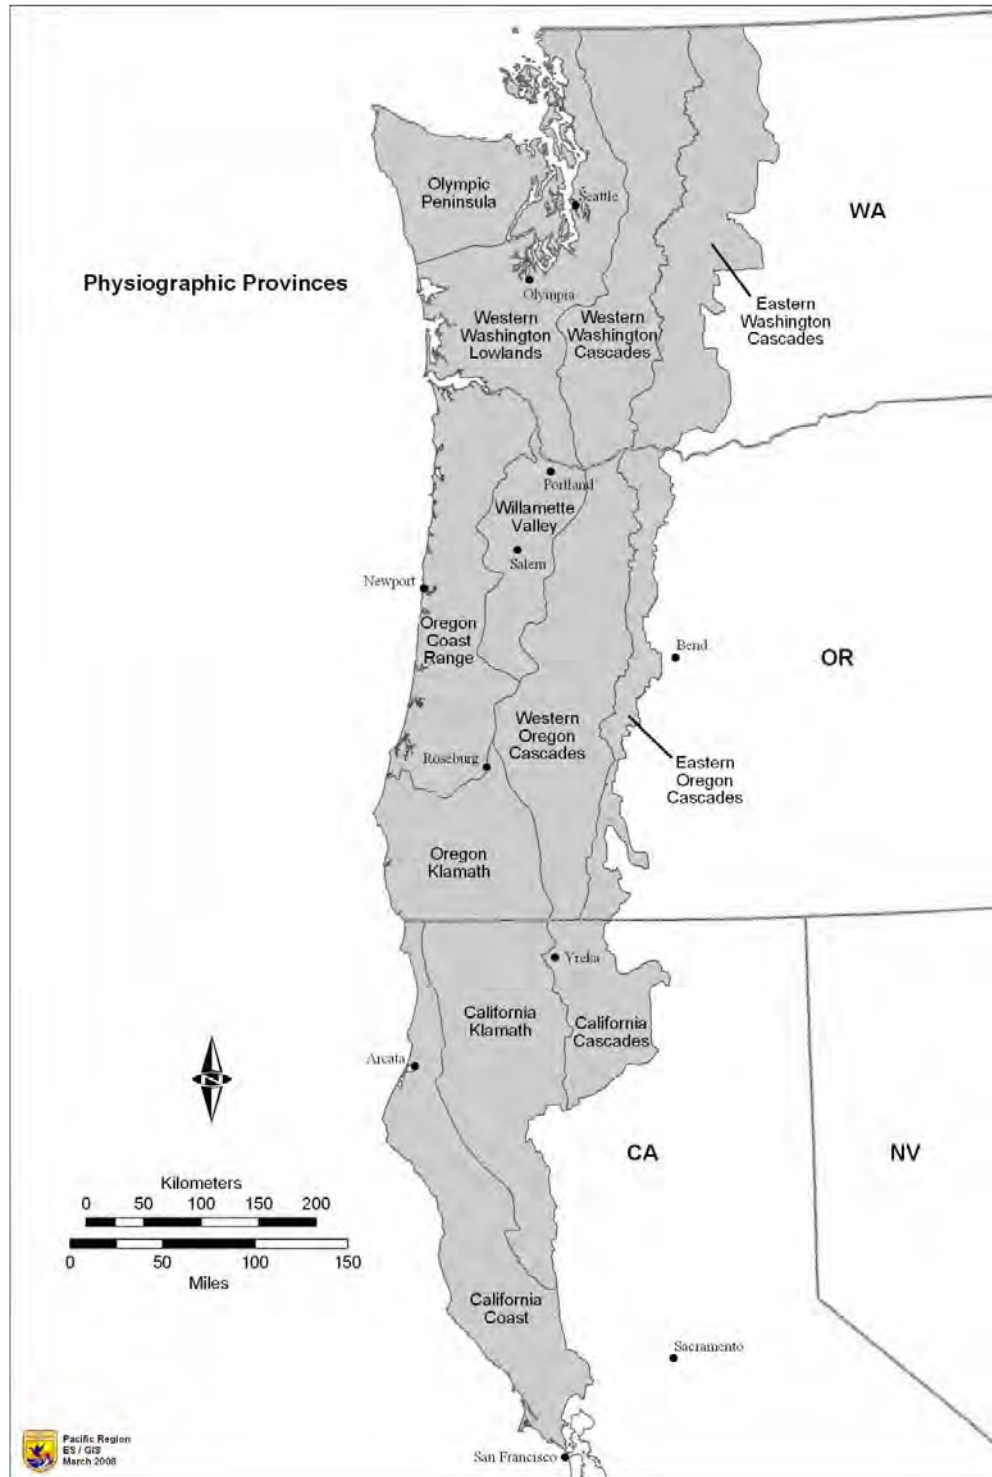 Physiographic Provinces
Olympic
Peninsula
Seattle
WA
Olympia
Western
Washington
Lowlands
Western
Washington
Cascades
Eastern
Washington
Cascades
Portland
Willamette
Valley
Salem
Newport
Oregon
Coast
Range
Bend
OR
Western
Oregon
Cascades
Roseburg
Eastern
Oregon
Cascades
Oregon
Klamath
Yreka
California
Klamath
California
Cascades
Arcata
N
CA
NV
Kilometers
0 50 100 150 200
0 50 100 150
Miles
California
Coast
Sacramento
San Francisco
Pacific Region
ES / GIS
March 2008